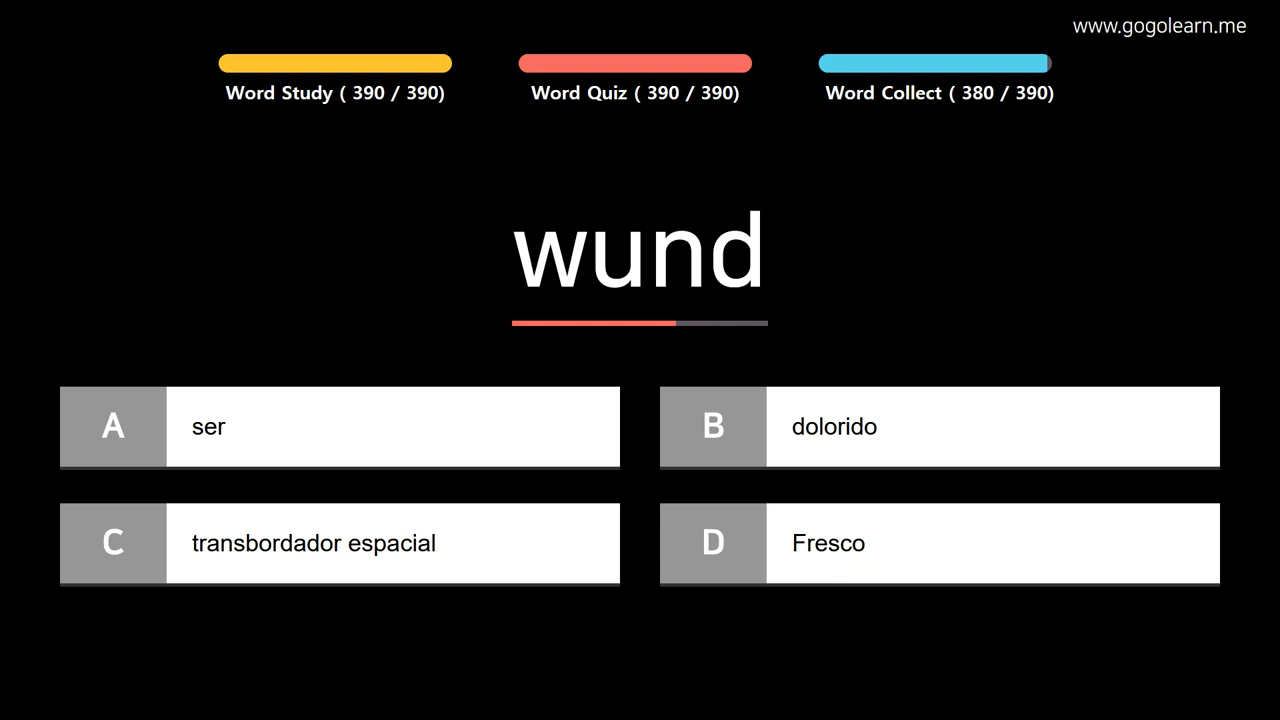 www.gogolearn.me
Word Study ( 390 / 390)
Word Quiz ( 390 / 390)
Word Collect ( 380 / 390)
wund
A ser
B dolorido
C transbordador espacial
D Fresco